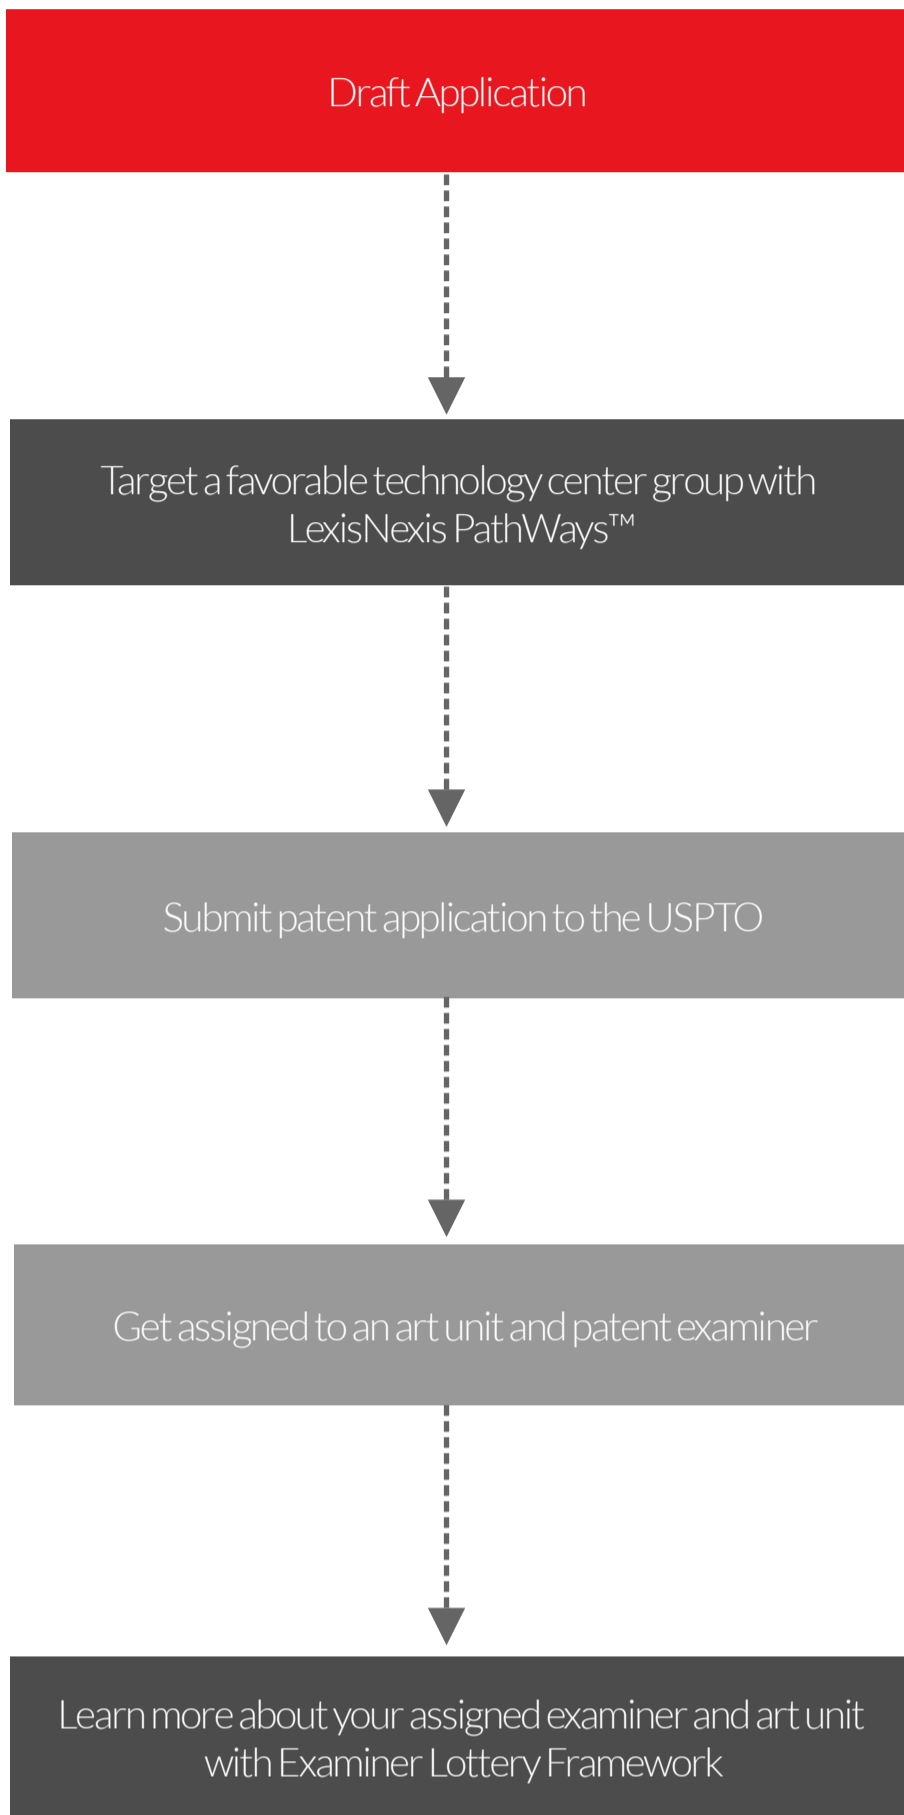 Draft Application
Target a favorable technology center group with
LexisNexis PathWays™
Submit patent application to the USPTO
Get assigned to an art unit and patent examiner
Learn more about your assigned examiner and art unit
with Examiner Lottery Framework